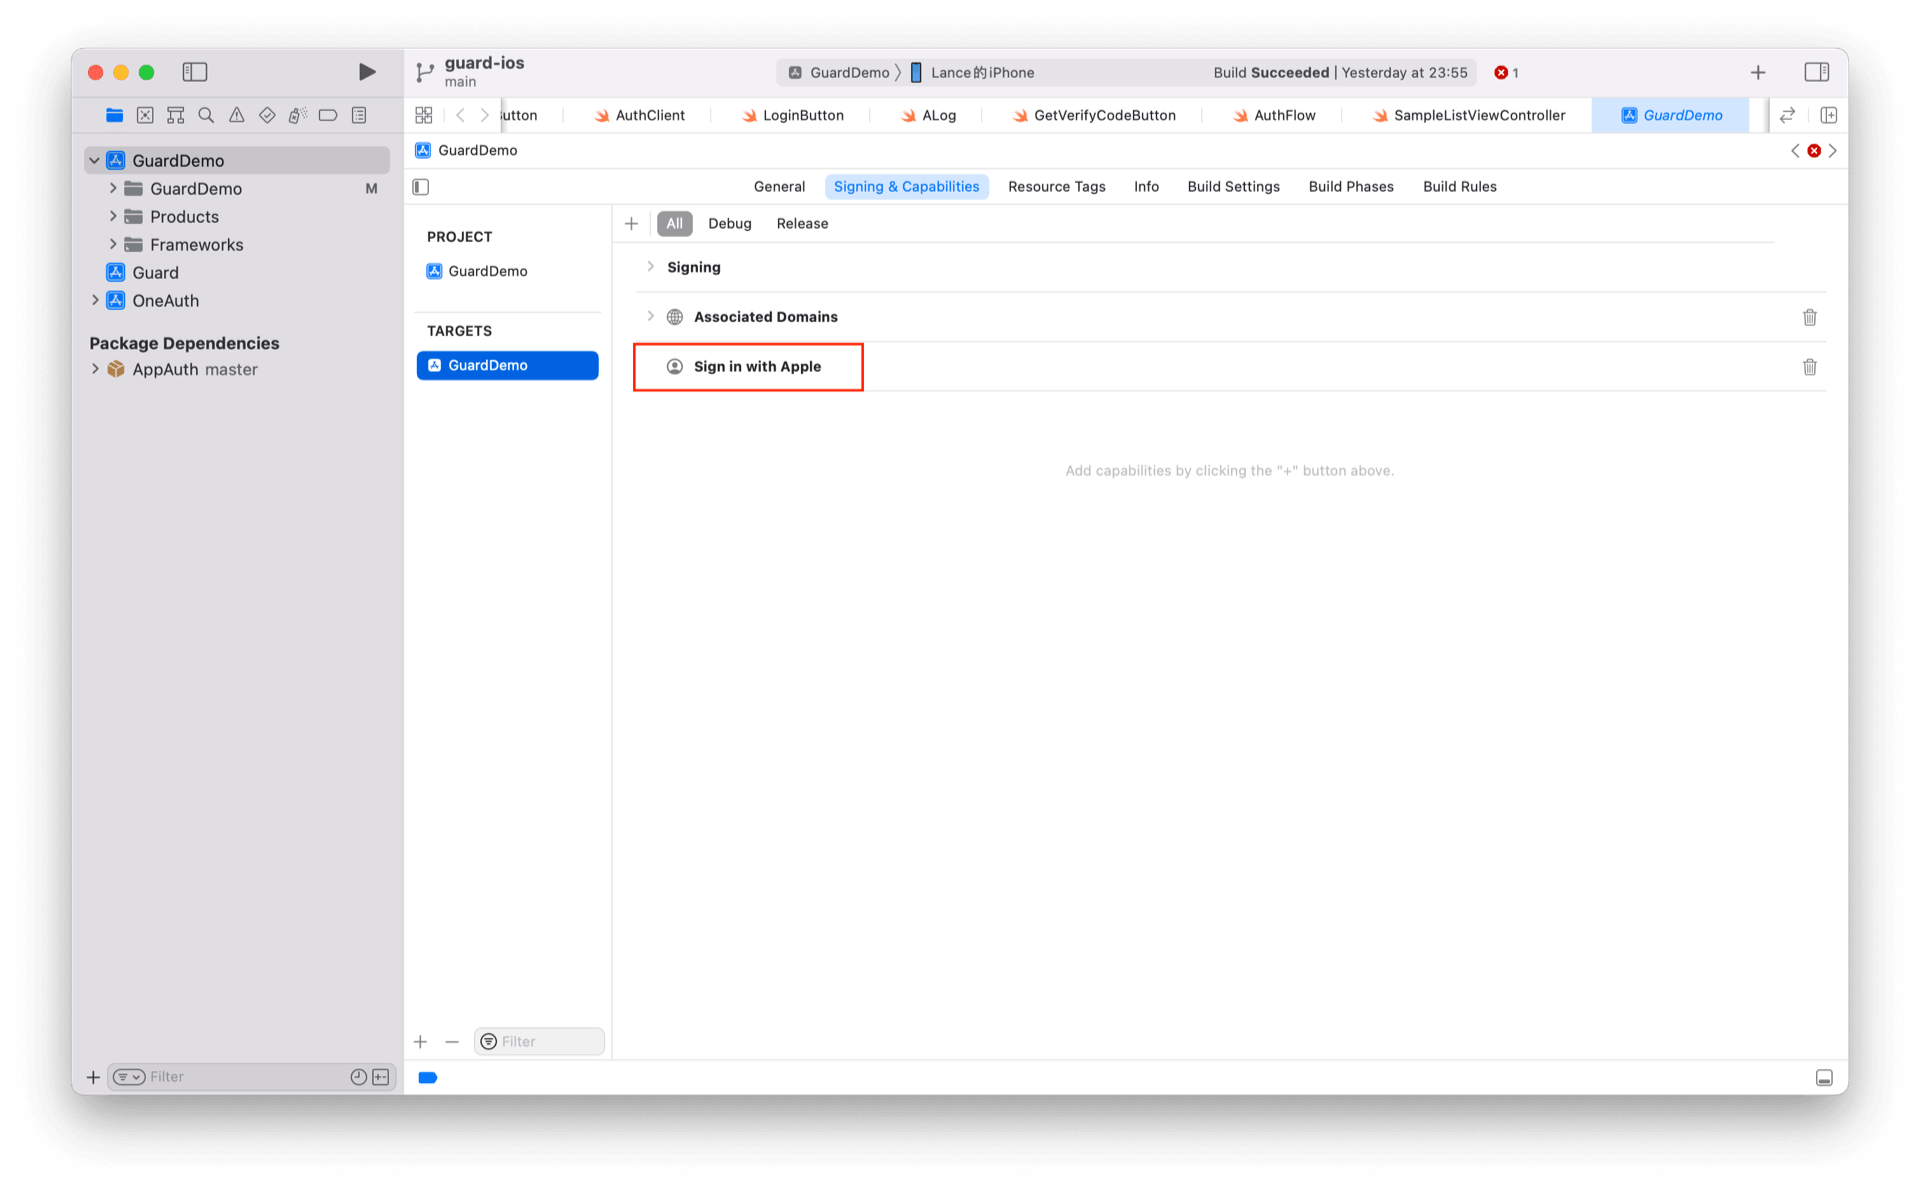 guard-ios
main
GuardDemo
Lance的iPhone
Build Succeeded | Yesterday at 23:55
1
utton
AuthClient
LoginButton
ALog
GetVerifyCodeButton
AuthFlow
SampleListViewController
GuardDemo
GuardDemo
GuardDemo M
Products
Frameworks
Guard
OneAuth
Package Dependencies
AppAuth master
Filter
GuardDemo
General
Signing & Capabilities
Resource Tags
Info
Build Settings
Build Phases
Build Rules
PROJECT
GuardDemo
TARGETS
GuardDemo
Filter
All
Debug
Release
Signing
Associated Domains
Sign in with Apple
Add capabilities by clicking the "+" button above.